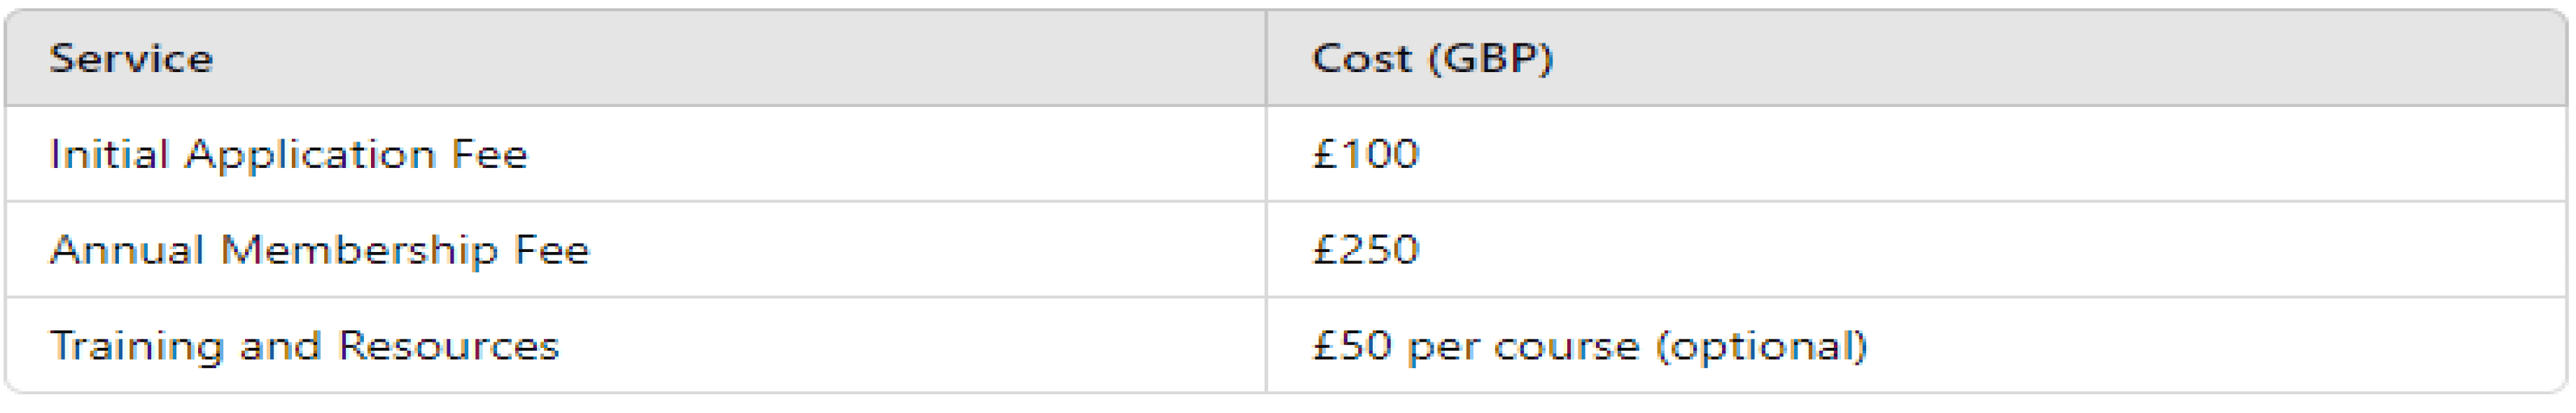 Service Cost (GBP)
Initial Application Fee £100
Annual Membership Fee £250
Training and Resources £50 per course (optional)